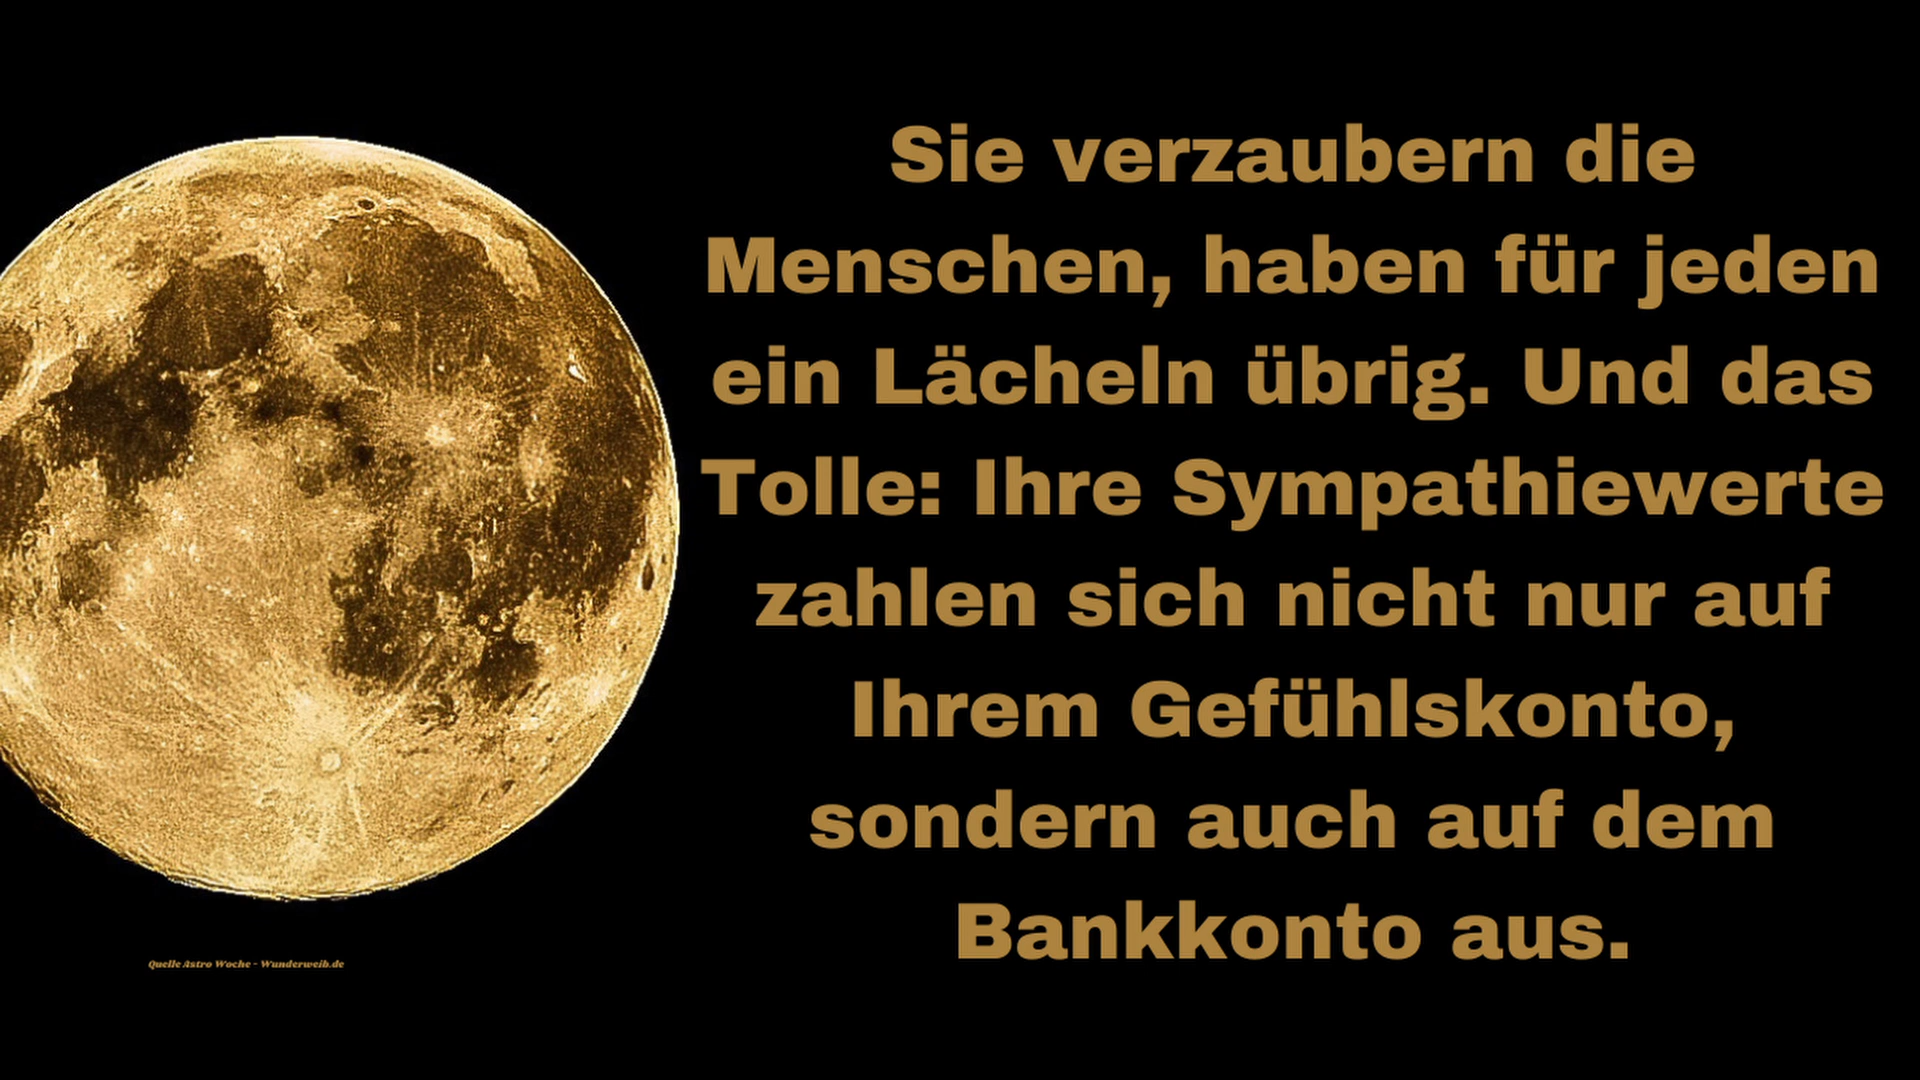 Sie verzaubern die
Menschen, haben für jeden
ein Lächeln übrig. Und das
Tolle: Ihre Sympathiewerte
zahlen sich nicht nur auf
Ihrem Gefühlskonto,
sondern auch auf dem
Bankkonto aus.
Quelle Astro Woche - Wunderweib.de